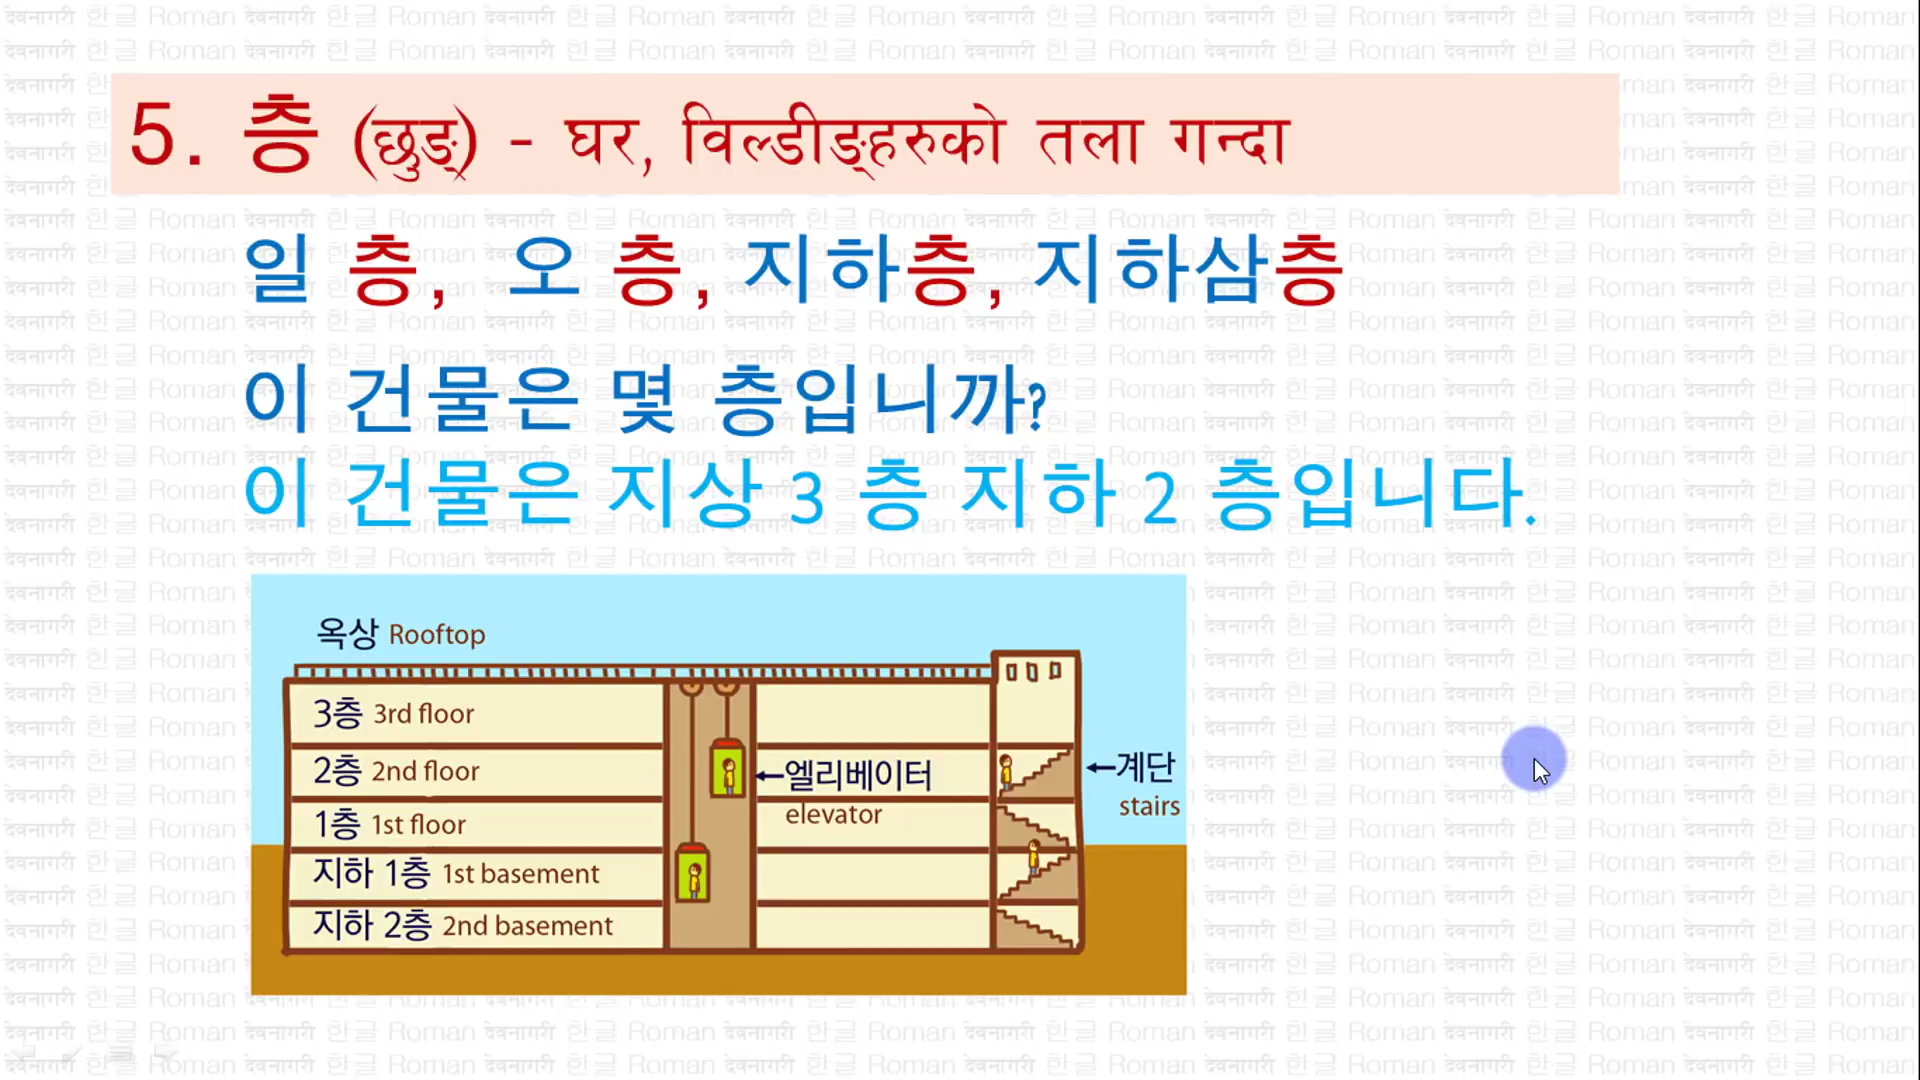 5. 층 (छुङ्) - घर, विल्डीङ्हरुको तला गन्दा
일 층, 오 층, 지하층, 지하삼층
이 건물은 몇 층입니까?
이 건물은 지상 3 층 지하 2 층입니다.
옥상 Rooftop
3층 3rd floor
2층 2nd floor
←엘리베이터
elevator
←계단
stairs
1층 1st floor
지하 1층 1st basement
지하 2층 2nd basement